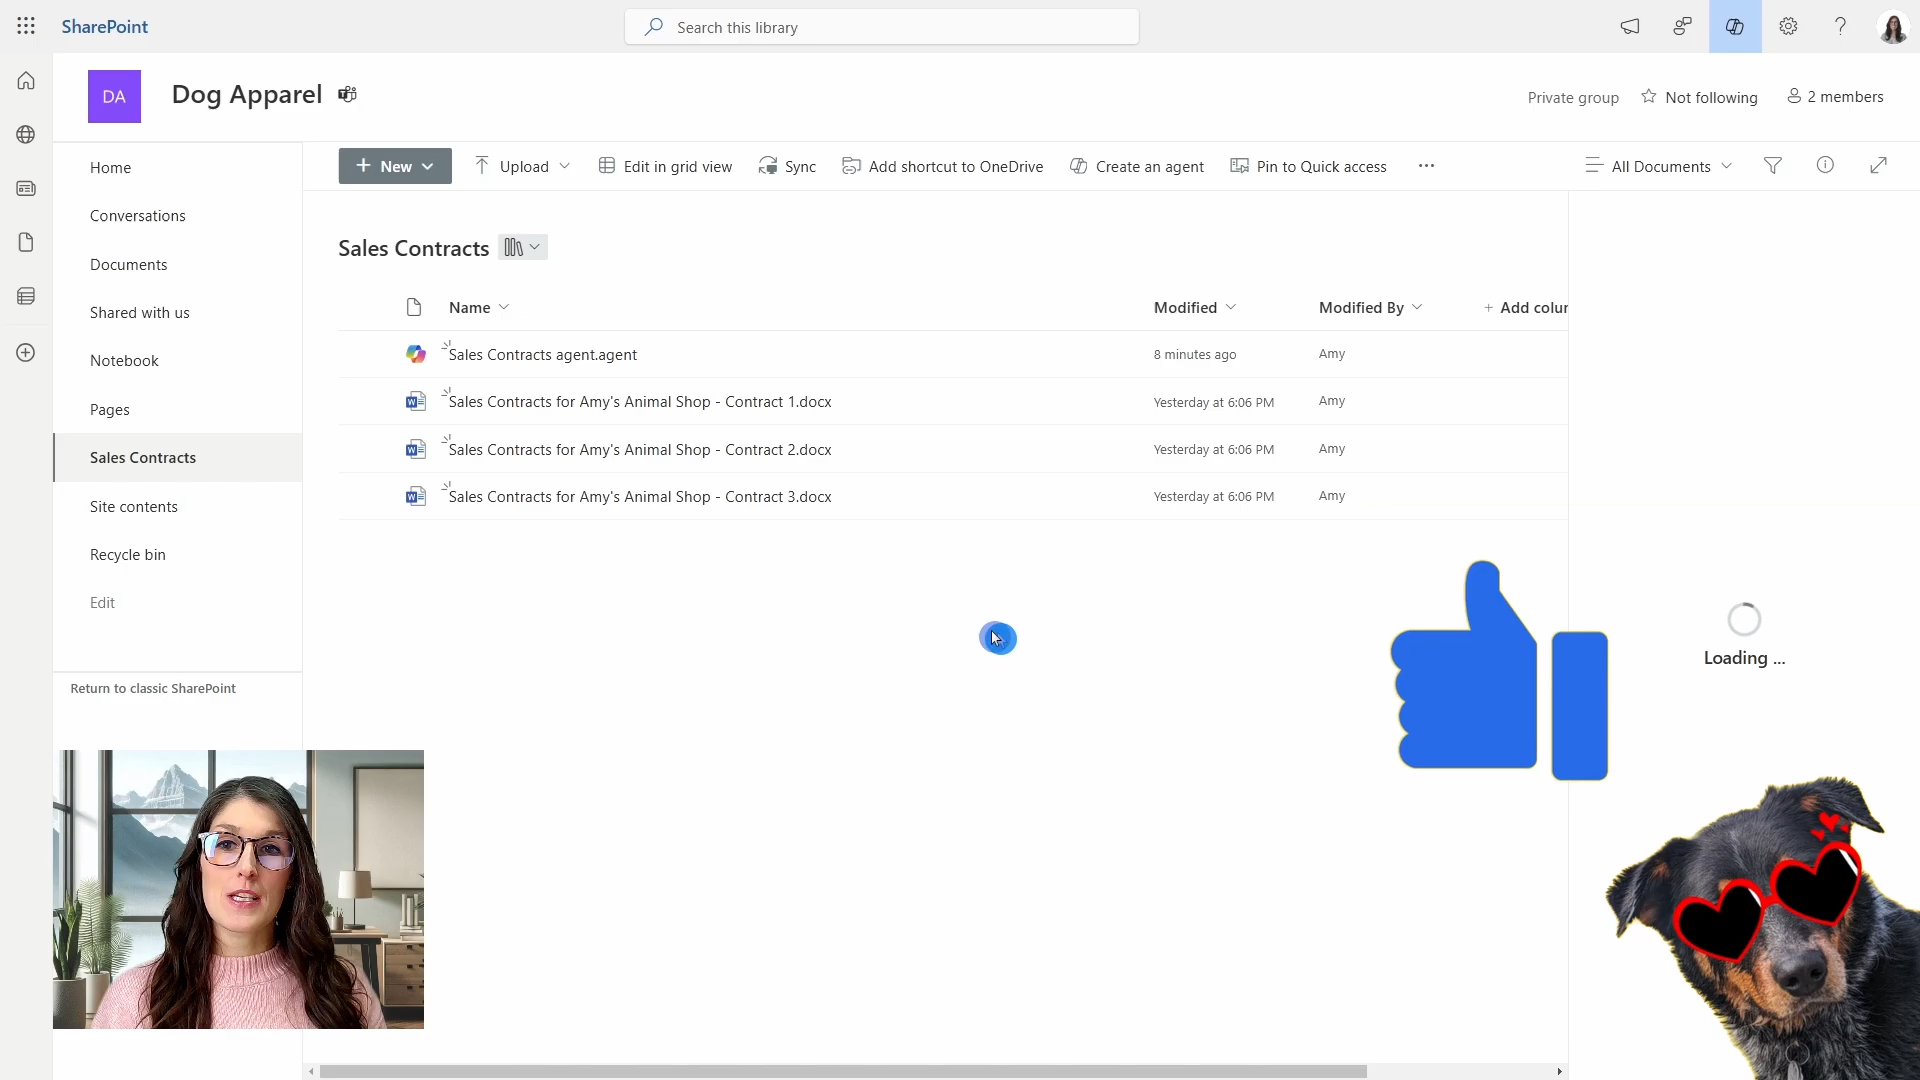 SharePoint
Search this library
DA
Dog Apparel
Private group
Not following
2 members
Home
Conversations
Documents
Shared with us
Notebook
Pages
Sales Contracts
Site contents
Recycle bin
Edit
Return to classic SharePoint
+ New
Upload
Edit in grid view
Sync
Add shortcut to OneDrive
Create an agent
Pin to Quick access
...
All Documents
Sales Contracts
Name
Modified
Modified By
+ Add colur
Sales Contracts agent.agent
8 minutes ago
Amy
Sales Contracts for Amy's Animal Shop - Contract 1.docx
Yesterday at 6:06 PM
Amy
Sales Contracts for Amy's Animal Shop - Contract 2.docx
Yesterday at 6:06 PM
Amy
Sales Contracts for Amy's Animal Shop - Contract 3.docx
Yesterday at 6:06 PM
Amy
Loading ...